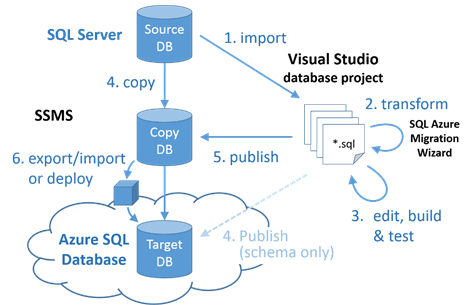 SQL Server
Source
DB
1. import
Visual Studio
database project
4. copy
2. transform
SSMS
SQL Azure
Migration
Wizard
Copy
DB
*.sql
5. publish
6. export/import
or deploy
3. edit, build
& test
Azure SQL
Database
Target
DB
4. Publish
(schema only)